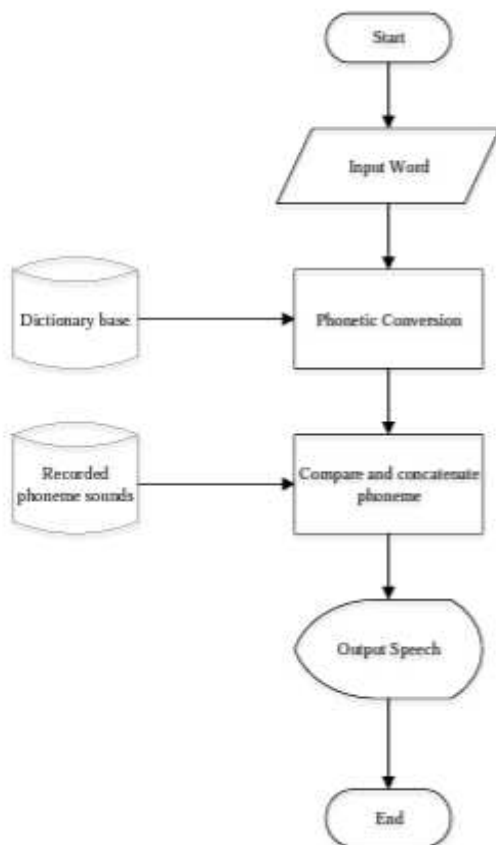 Start
Input Word
Dictionary base
Phonetic Conversion
Recorded
phoneme sounds
Compare and concatenate
phoneme
Output Speech
End